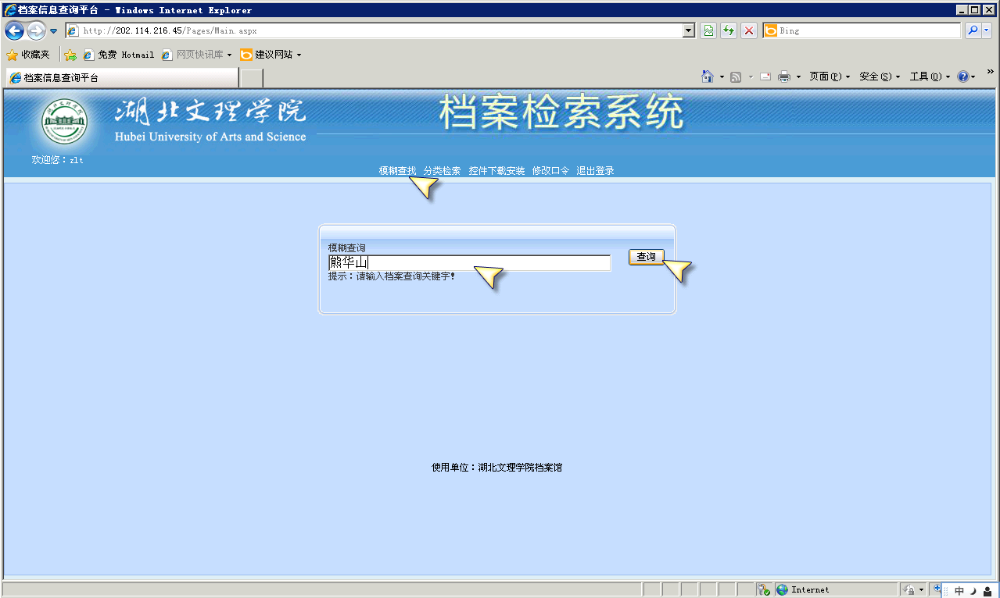 档案信息查询平台 - Windows Internet Explorer
http://202.114.216.45/Pages/Main.aspx
Bing
收藏夹 免费 Hotmail 网页快讯库 建议网站
档案信息查询平台
页面(P) 安全(S) 工具(O) »
湖北文理学院
Hubei University of Arts and Science
档案检索系统
欢迎您：zlt
模糊查找 分类检索 控件下载安装 修改口令 退出登录
模糊查询
熊华山
查询
提示：请输入档案查询关键字！
使用单位：湖北文理学院档案馆
Internet
中